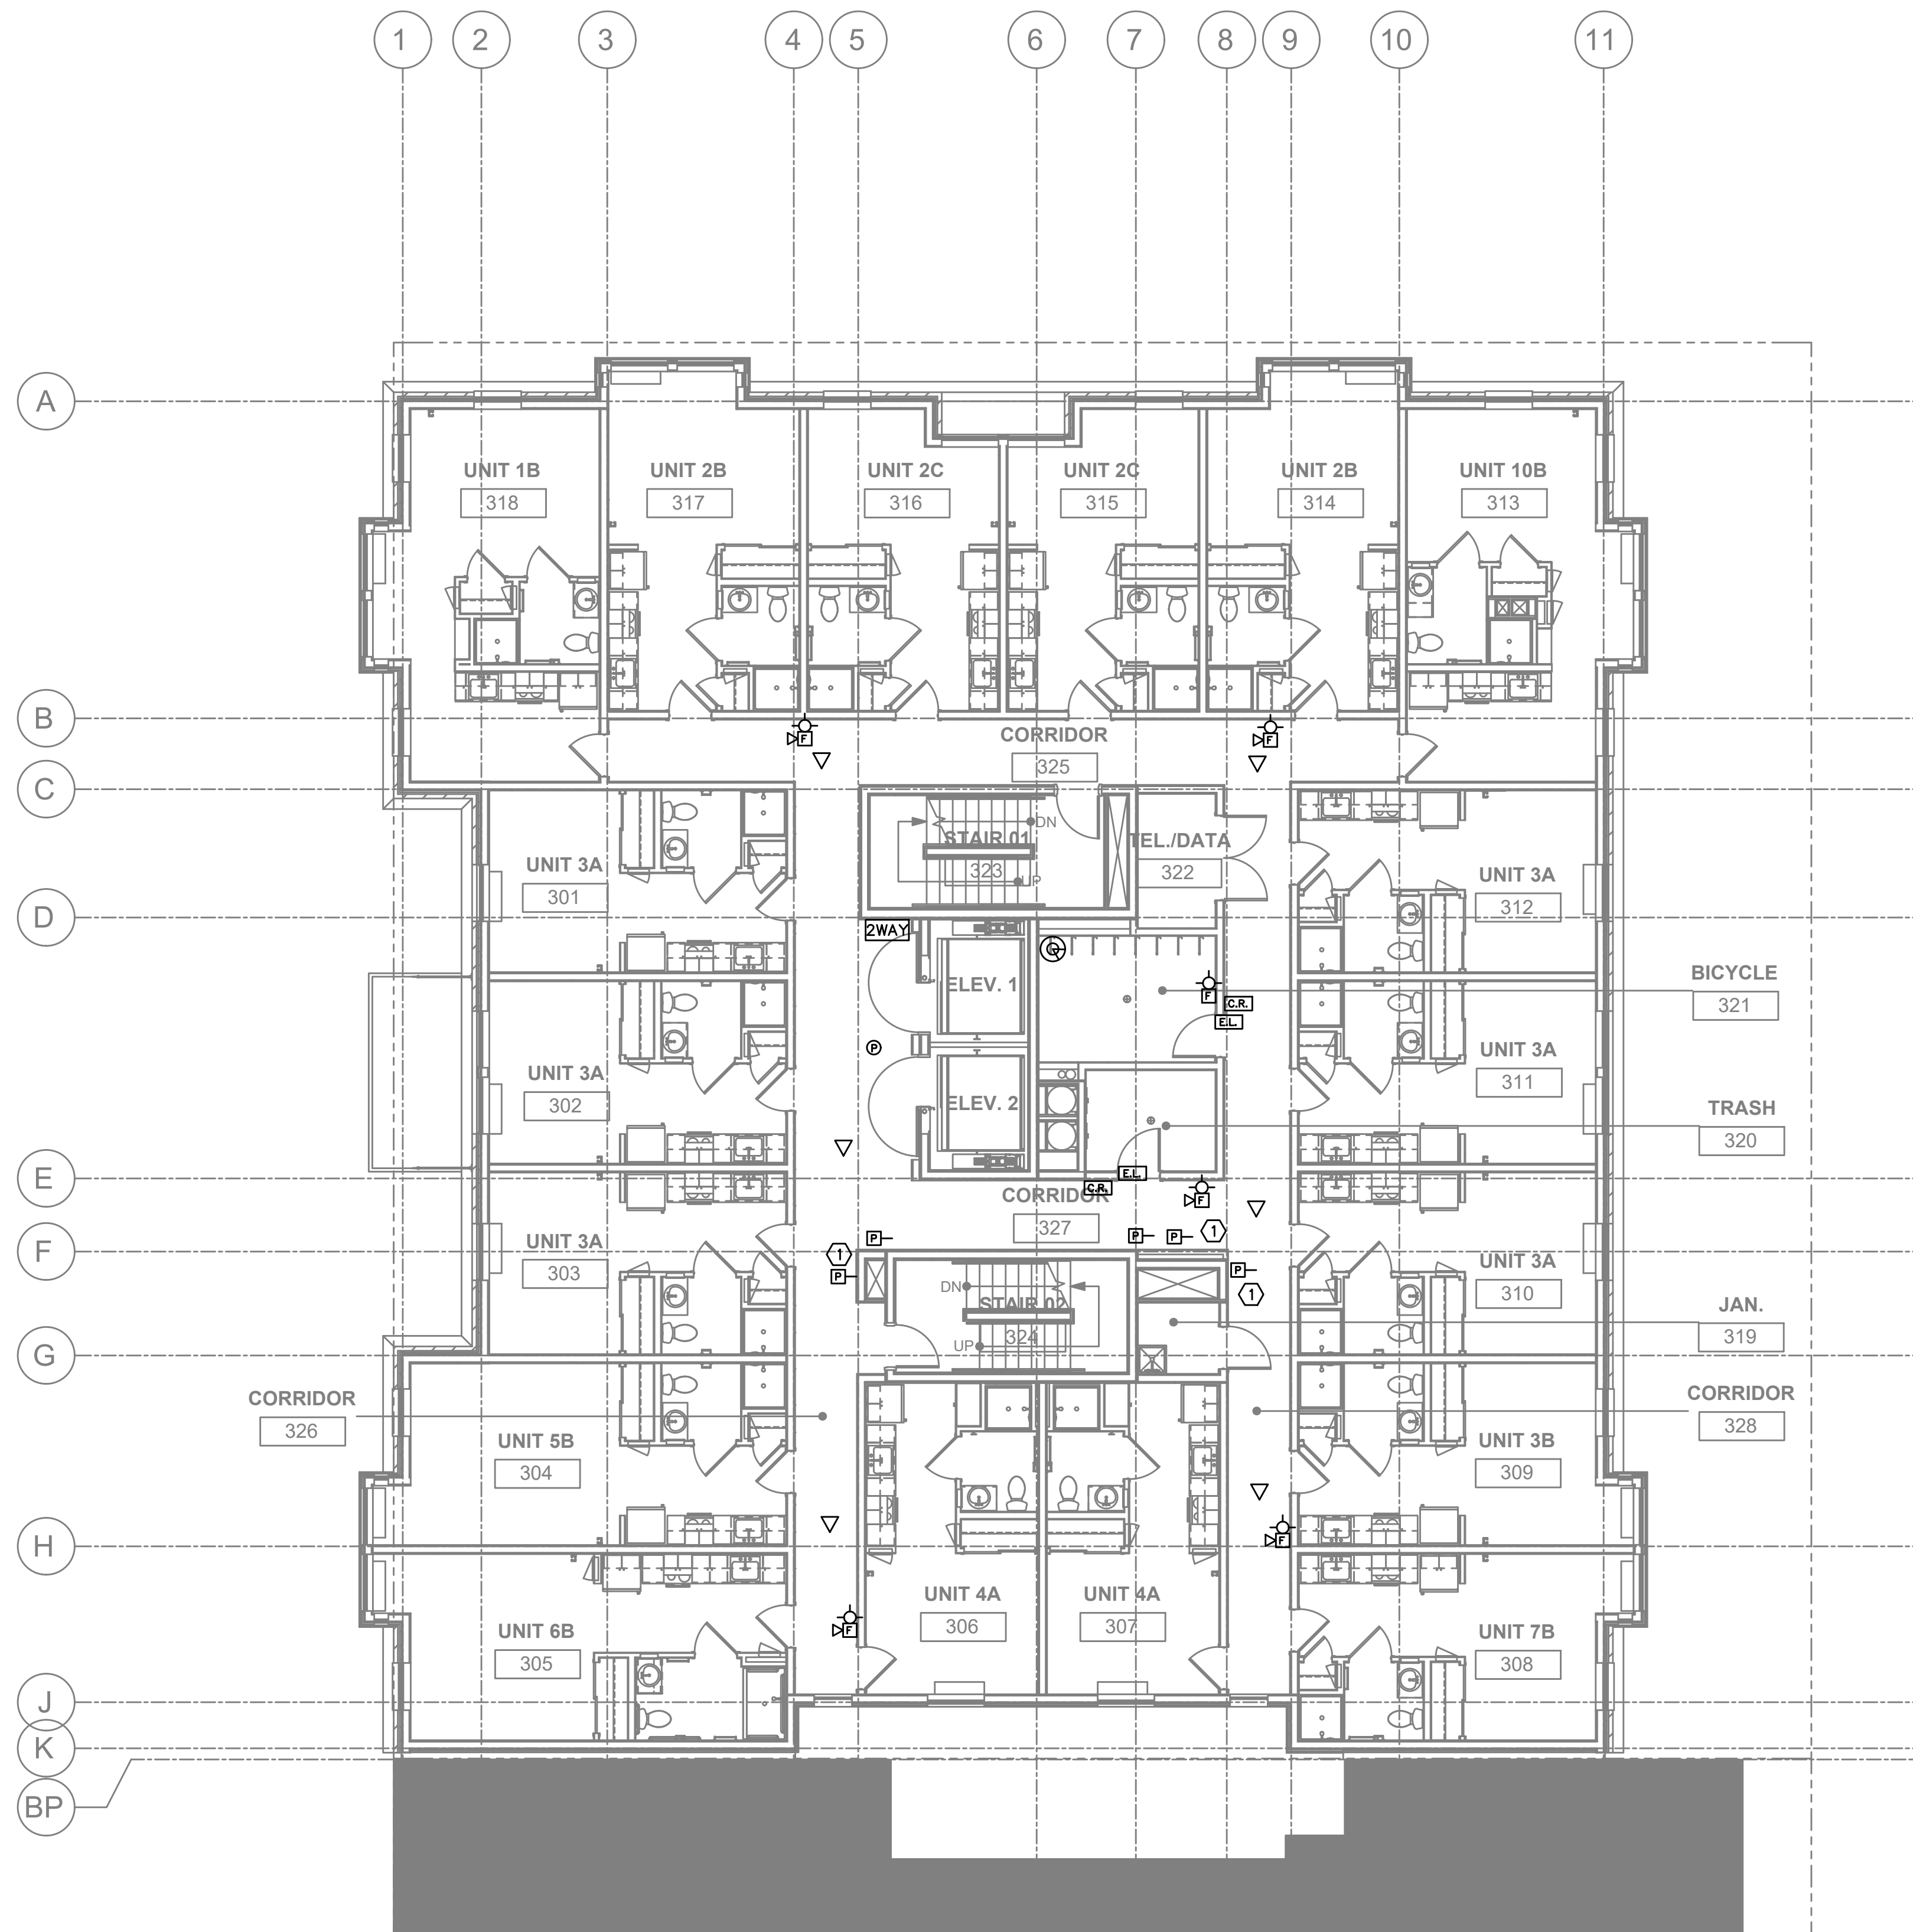 1 2 3 4 5 6 7 8 9 10 11
A
UNIT 1B UNIT 2B UNIT 2C UNIT 2C UNIT 2B UNIT 10B
318 317 316 315 314 313
B
F F
CORRIDOR
325
C
DN
STAIR 01 TEL./DATA
323 322
UP
UNIT 3A
301
UNIT 3A
312
D
2WAY
ELEV. 1
F
C.R.
E.L.
BICYCLE
321
P
UNIT 3A
302
UNIT 3A
311
ELEV. 2
TRASH
320
E
E.L.
C.R.
F
CORRIDOR
327
P P P 1
F
1
P P
1
UNIT 3A
303
UNIT 3A
310
DN
STAIR 02
324
UP
JAN.
319
G
CORRIDOR
326
CORRIDOR
328
UNIT 5B
304
UNIT 3B
309
H
F
UNIT 4A UNIT 4A
306 307
F
UNIT 6B
305
UNIT 7B
308
J
K
BP